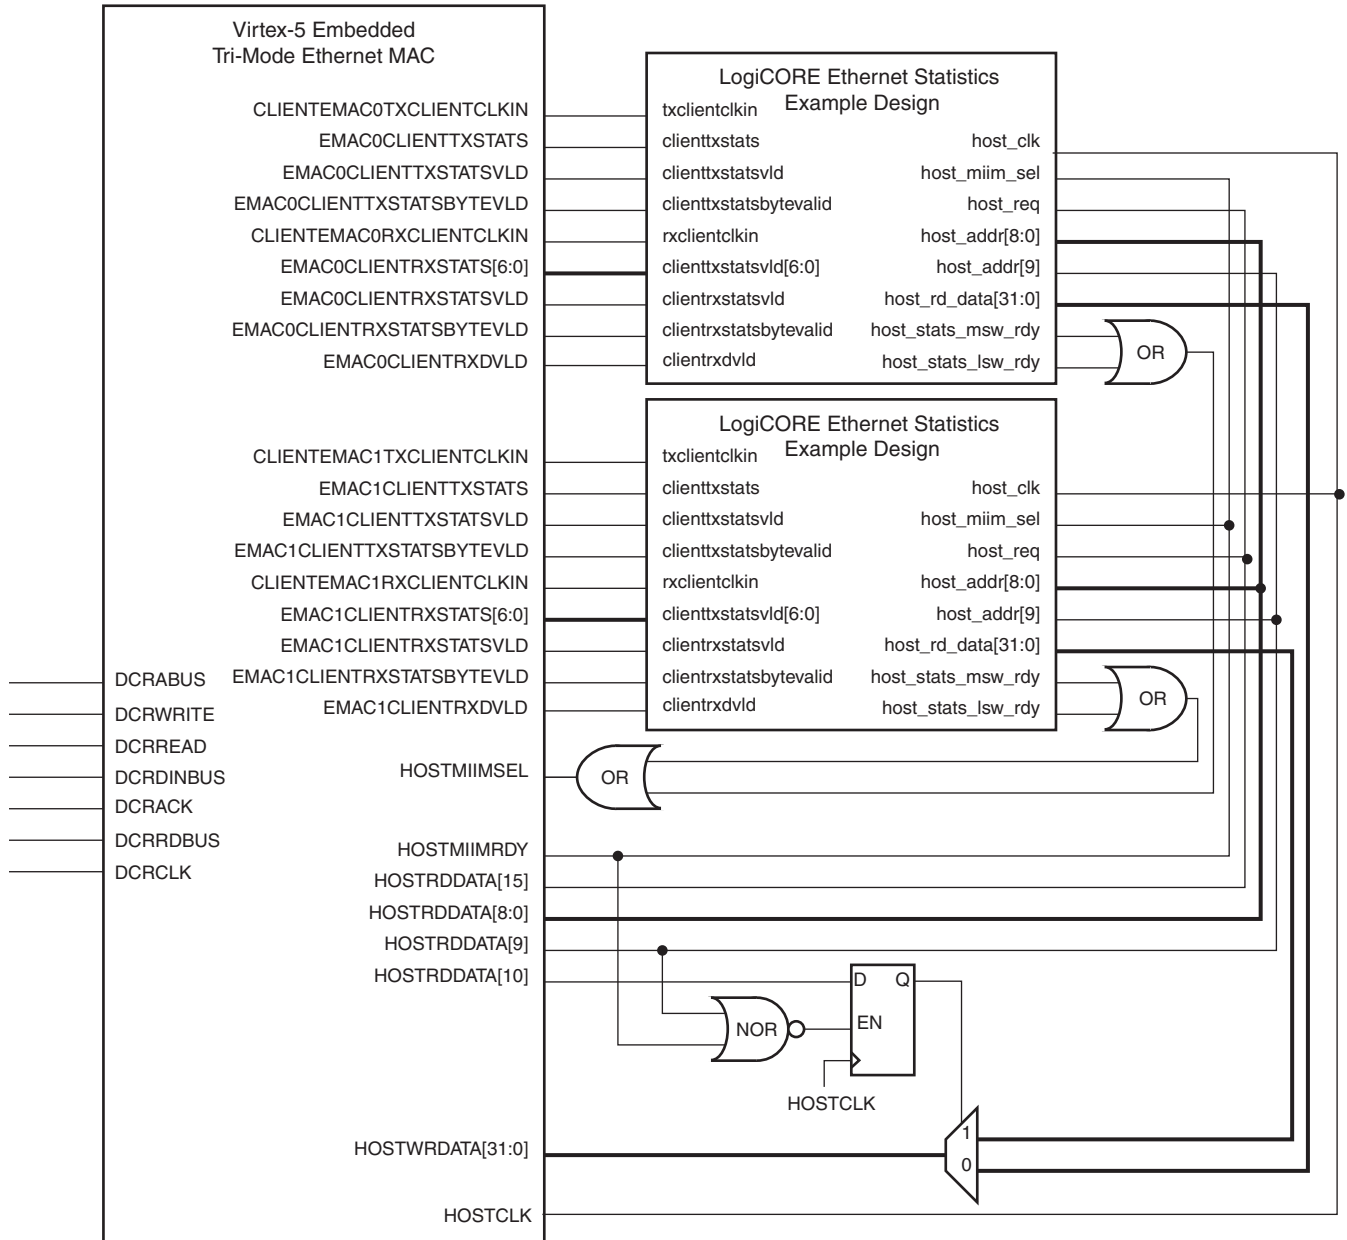 Virtex-5 Embedded
Tri-Mode Ethernet MAC
CLIENTEMAC0TXCLIENTCLKIN
EMAC0CLIENTTXSTATS
EMAC0CLIENTTXSTATSVLD
EMAC0CLIENTTXSTATSBYTEVLD
CLIENTEMAC0RXCLIENTCLKIN
EMAC0CLIENTRXSTATS[6:0]
EMAC0CLIENTRXSTATSVLD
EMAC0CLIENTRXSTATSBYTEVLD
EMAC0CLIENTRXDVLD
LogiCORE Ethernet Statistics
Example Design
txclientclkin
clienttxstats
clienttxstatsvld
clienttxstatsbytevalid
rxclientclkin
clienttxstatsvld[6:0]
clientrxstatsvld
clientrxstatsbytevalid
clientrxdvld
host_clk
host_miim_sel
host_req
host_addr[8:0]
host_addr[9]
host_rd_data[31:0]
host_stats_msw_rdy
host_stats_lsw_rdy
OR
CLIENTEMAC1TXCLIENTCLKIN
EMAC1CLIENTTXSTATS
EMAC1CLIENTTXSTATSVLD
EMAC1CLIENTTXSTATSBYTEVLD
CLIENTEMAC1RXCLIENTCLKIN
EMAC1CLIENTRXSTATS[6:0]
EMAC1CLIENTRXSTATSVLD
EMAC1CLIENTRXSTATSBYTEVLD
EMAC1CLIENTRXDVLD
LogiCORE Ethernet Statistics
Example Design
txclientclkin
clienttxstats
clienttxstatsvld
clienttxstatsbytevalid
rxclientclkin
clienttxstatsvld[6:0]
clientrxstatsvld
clientrxstatsbytevalid
clientrxdvld
host_clk
host_miim_sel
host_req
host_addr[8:0]
host_addr[9]
host_rd_data[31:0]
host_stats_msw_rdy
host_stats_lsw_rdy
OR
DCRABUS
DCRWRITE
DCRREAD
DCRDINBUS
DCRACK
DCRRDBUS
DCRCLK
HOSTMIIMSEL
OR
HOSTMIIMRDY
HOSTRDDATA[15]
HOSTRDDATA[8:0]
HOSTRDDATA[9]
HOSTRDDATA[10]
NOR
D
Q
EN
HOSTCLK
1
0
HOSTWRDATA[31:0]
HOSTCLK